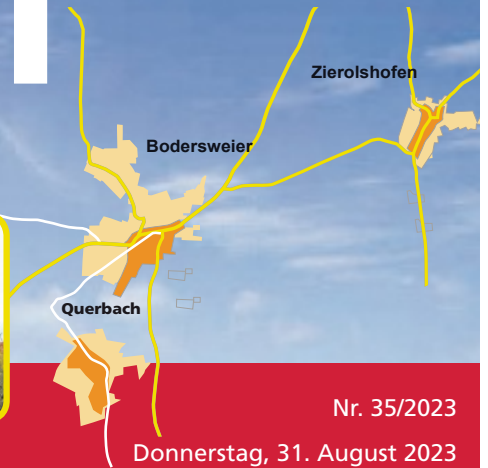 Zierolshofen
Bodersweier
Querbach
Nr. 35/2023
Donnerstag, 31. August 2023